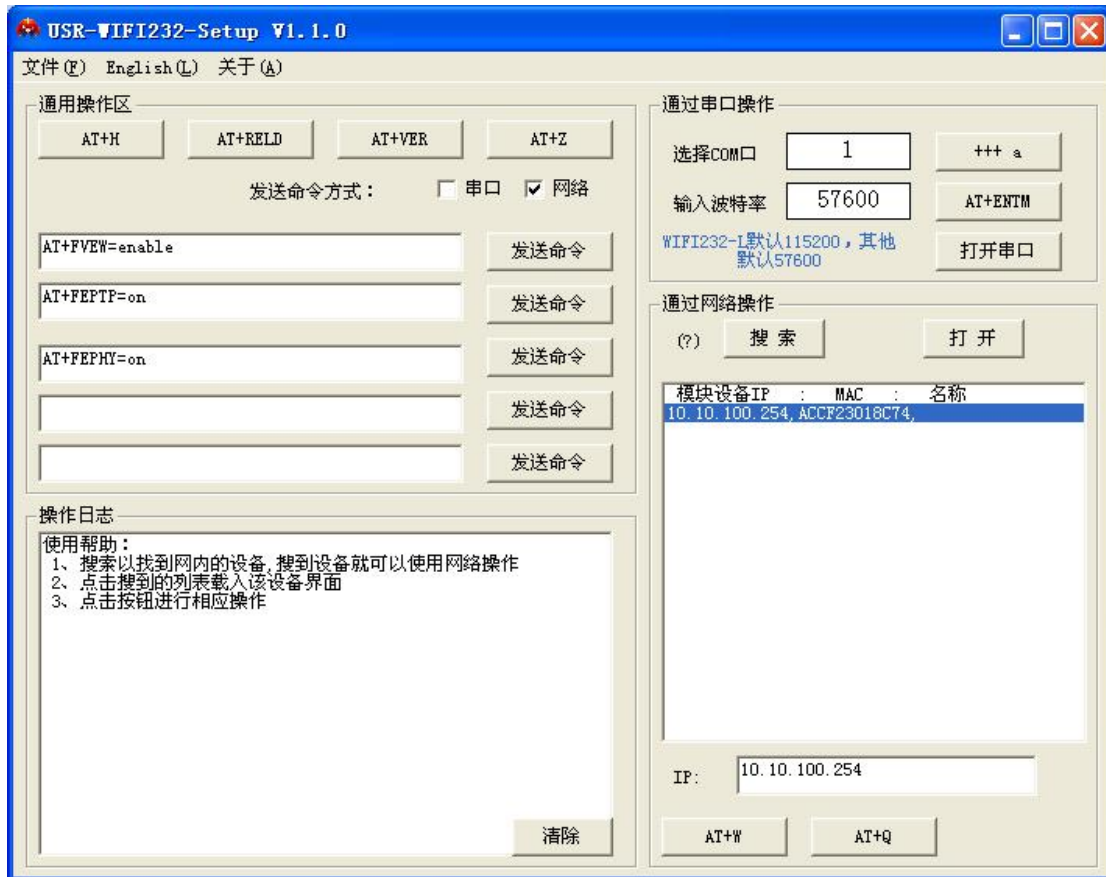 USR-WIFI232-Setup V1.1.0
文件(F) English(L) 关于(A)
通用操作区
AT+H AT+RELD AT+VER AT+Z
发送命令方式： 串口 网络
AT+FVEW=enable 发送命令
AT+FEPTP=on 发送命令
AT+FEPHY=on 发送命令
发送命令
发送命令
操作日志
使用帮助：
1、搜索以找到网内的设备,搜到设备就可以使用网络操作
2、点击搜到的列表载入该设备界面
3、点击按钮进行相应操作
清除
通过串口操作
选择COM口 1 +++ a
输入波特率 57600 AT+ENTM
WIFI232-L默认115200，其他
默认57600
打开串口
通过网络操作
(?) 搜 索 打 开
模块设备IP : MAC : 名称
10.10.100.254,ACCF23018C74,
IP: 10.10.100.254
AT+W AT+Q